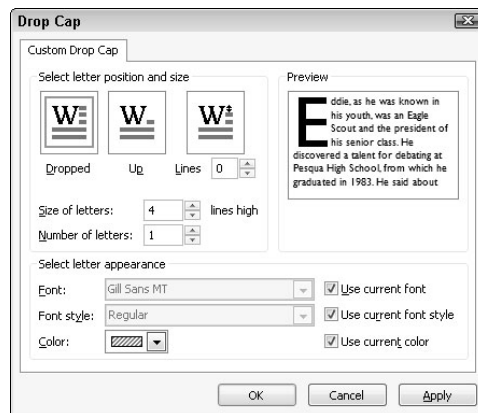 Drop Cap
Custom Drop Cap
Select letter position and size
W W W
Dropped Up Lines 0
Size of letters: 4 lines high
Number of letters: 1
Preview
Eddie, as he was known in
his youth, was an Eagle
Scout and the president of
his senior class. He
discovered a talent for debating at
Pesqua High School, from which he
graduated in 1983. He said about
Select letter appearance
Font: Gill Sans MT Use current font
Font style: Regular Use current font style
Color: Use current color
OK Cancel Apply